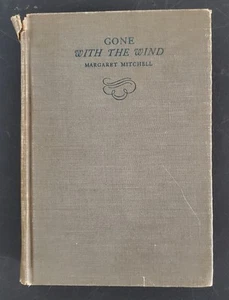 GONE
WITH THE WIND
MARGARET MITCHELL